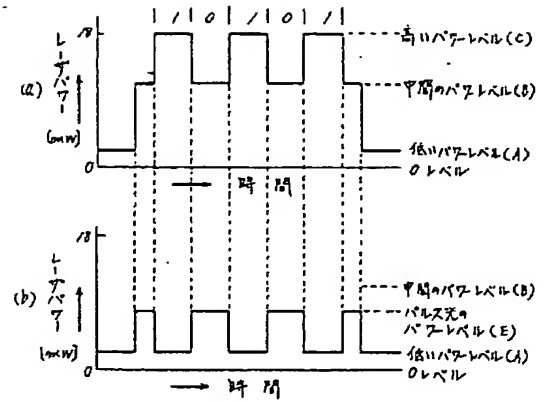 1 0 1 0 1
18
高いパワーレベル(C)
(a)
レーザパワー
[mW]
中間のパワーレベル(B)
低いパワーレベル(A)
0
0レベル
→ 時間
18
(b)
レーザパワー
[mW]
中間のパワーレベル(B)
パルス光の
パワーレベル(E)
低いパワーレベル(A)
0
0レベル
→ 時間